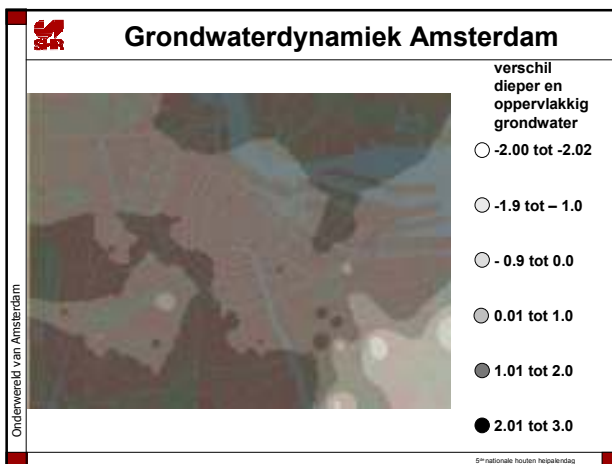 SHR
Grondwaterdynamiek Amsterdam
verschil
dieper en
oppervlakkig
grondwater
-2.00 tot -2.02
-1.9 tot – 1.0
- 0.9 tot 0.0
0.01 tot 1.0
1.01 tot 2.0
2.01 tot 3.0
Onderwereld van Amsterdam
5de nationale houten heipalendag